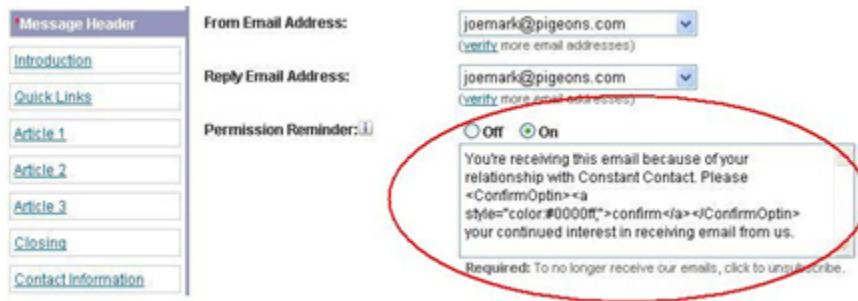 *Message Header
Introduction
Quick Links
Article 1
Article 2
Article 3
Closing
Contact Information
From Email Address:
joemark@pigeons.com
(verify more email addresses)
Reply Email Address:
joemark@pigeons.com
(verify more email addresses)
Permission Reminder: i
Off On
You're receiving this email because of your
relationship with Constant Contact. Please
<ConfirmOptin><a
style="color:#0000ff;">confirm</a></ConfirmOptin>
your continued interest in receiving email from us.
Required: To no longer receive our emails, click to unsubscribe.